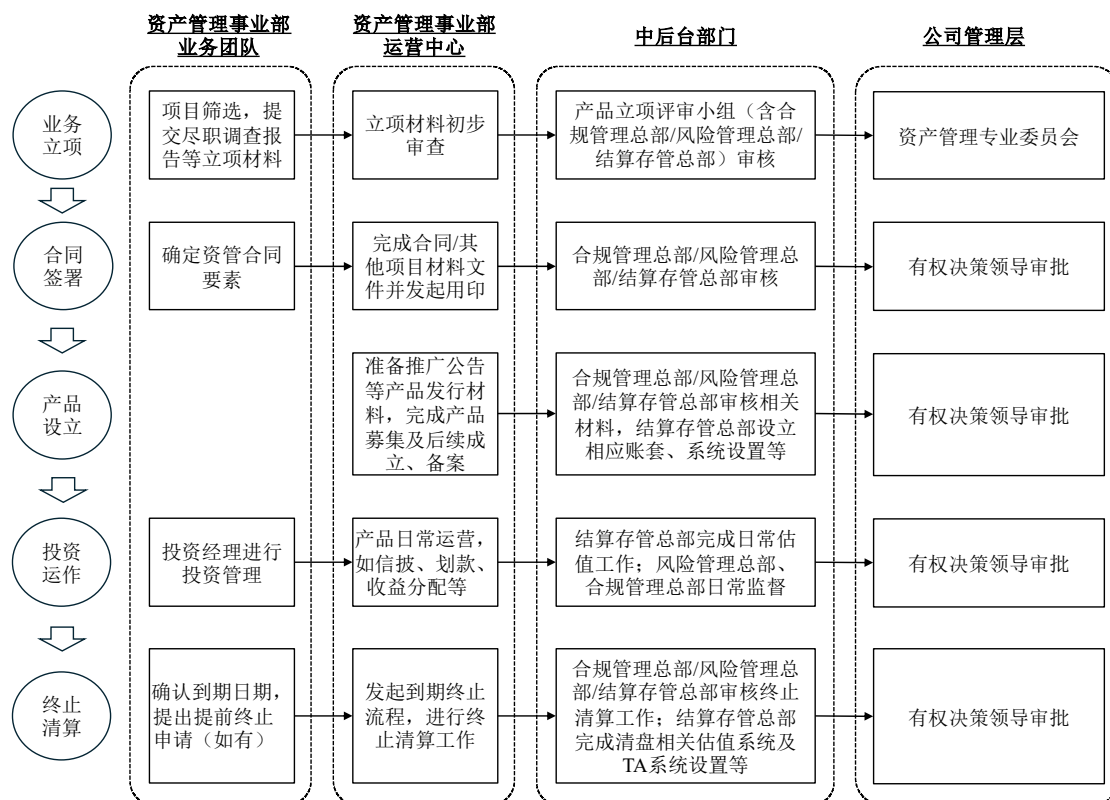 资产管理事业部
业务团队
资产管理事业部
运营中心
中后台部门
公司管理层
业务
立项
项目筛选，提
交尽职调查报
告等立项材料
立项材料初步
审查
产品立项评审小组（含合
规管理总部/风险管理总部/
结算存管总部）审核
资产管理专业委员会
合同
签署
确定资管合同
要素
完成合同/其
他项目材料文
件并发起用印
合规管理总部/风险管理总
部/结算存管总部审核
有权决策领导审批
产品
设立
准备推广公告
等产品发行材
料，完成产品
募集及后续成
立、备案
合规管理总部/风险管理总
部/结算存管总部审核相关
材料，结算存管总部设立
相应账套、系统设置等
有权决策领导审批
投资
运作
投资经理进行
投资管理
产品日常运营，
如信披、划款、
收益分配等
结算存管总部完成日常估
值工作；风险管理总部、
合规管理总部日常监督
有权决策领导审批
终止
清算
确认到期日期，
提出提前终止
申请（如有）
发起到期终止
流程，进行终
止清算工作
合规管理总部/风险管理总
部/结算存管总部审核终止
清算工作；结算存管总部
完成清盘相关估值系统及
TA系统设置等
有权决策领导审批